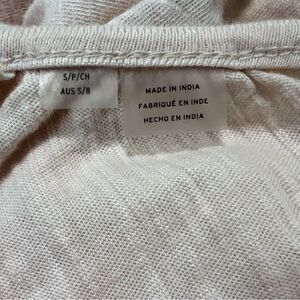 S/P/CH
AUS S/8
MADE IN INDIA
FABRIQUÉ EN INDE
HECHO EN INDIA